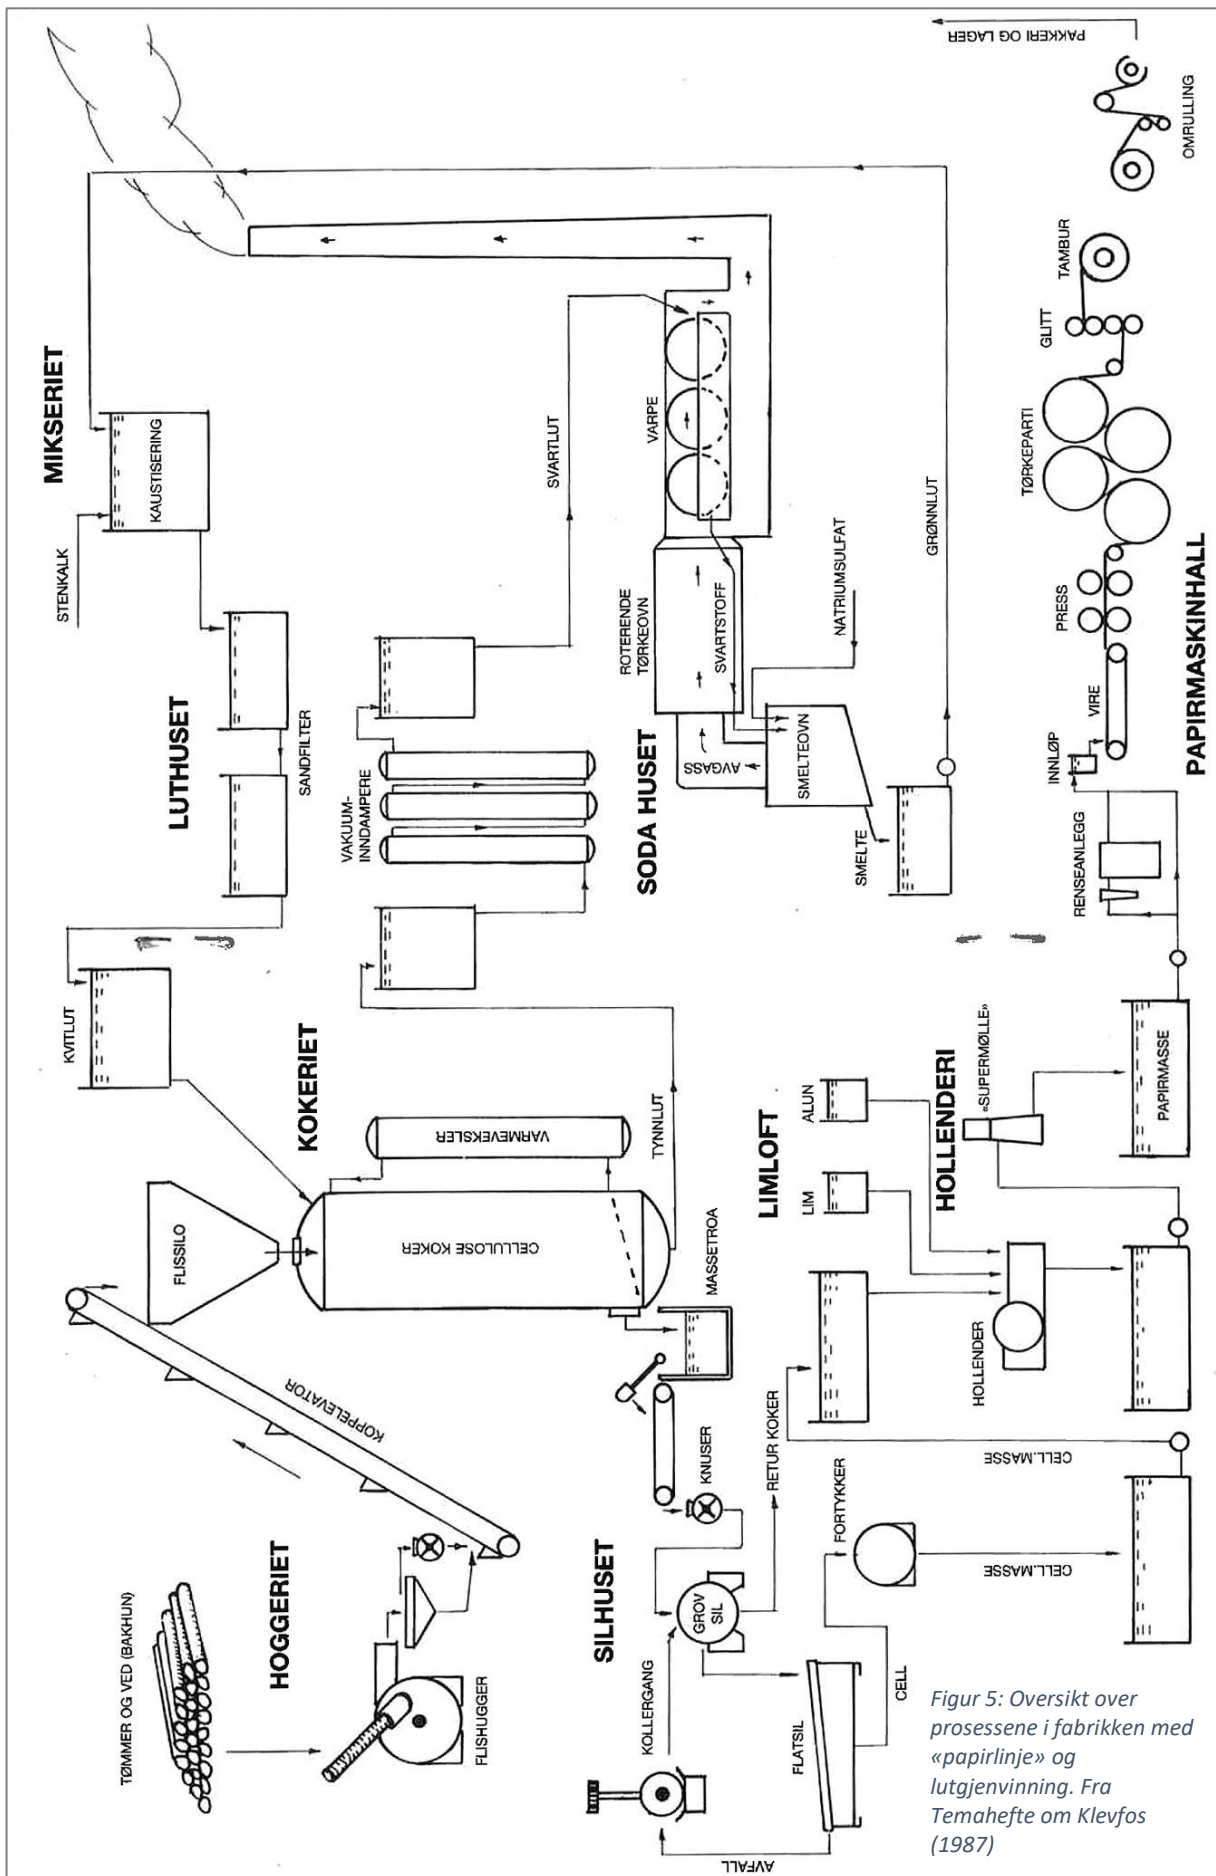 TØMMER OG VED (BAKHUN)
HOGGERIET
FLISHUGGER
KOPPELEVATOR
FLISSILO
KVITLUT
LUTHUSET
SANDFILTER
STENKALK
MIKSERIET
KAUSTISERING
KOKERIET
CELLULOSE KOKER
VARMEVEKSLER
TYNNLUT
MASSETROA
VAKUUM-
INNDAMPERE
SVARTLUT
SODA HUSET
ROTERENDE
TØRKEOVN
VARPE
SVARTSTOFF
AVGASS
SMELTEOVN
NATRIUMSULFAT
SMELTE
GRØNNLUT
SILHUSET
KNUSER
KOLLERGANG
GROV
SIL
RETUR KOKER
FLATSIL
AVFALL
CELL
FORTYKKER
CELL.MASSE
CELL.MASSE
LIMLOFT
LIM
ALUN
HOLLENDERI
HOLLENDER
«SUPERMØLLE»
PAPIRMASSE
RENSEANLEGG
INNLØP
VIRE
PRESS
TØRKEPARTI
GLITT
TAMBUR
OMRULLING
PAKKERI OG LAGER
PAPIRMASKINHALL
Figur 5: Oversikt over
prosessene i fabrikken med
«papirlinje» og
lutgjenvinning. Fra
Temahefte om Klevfos
(1987)